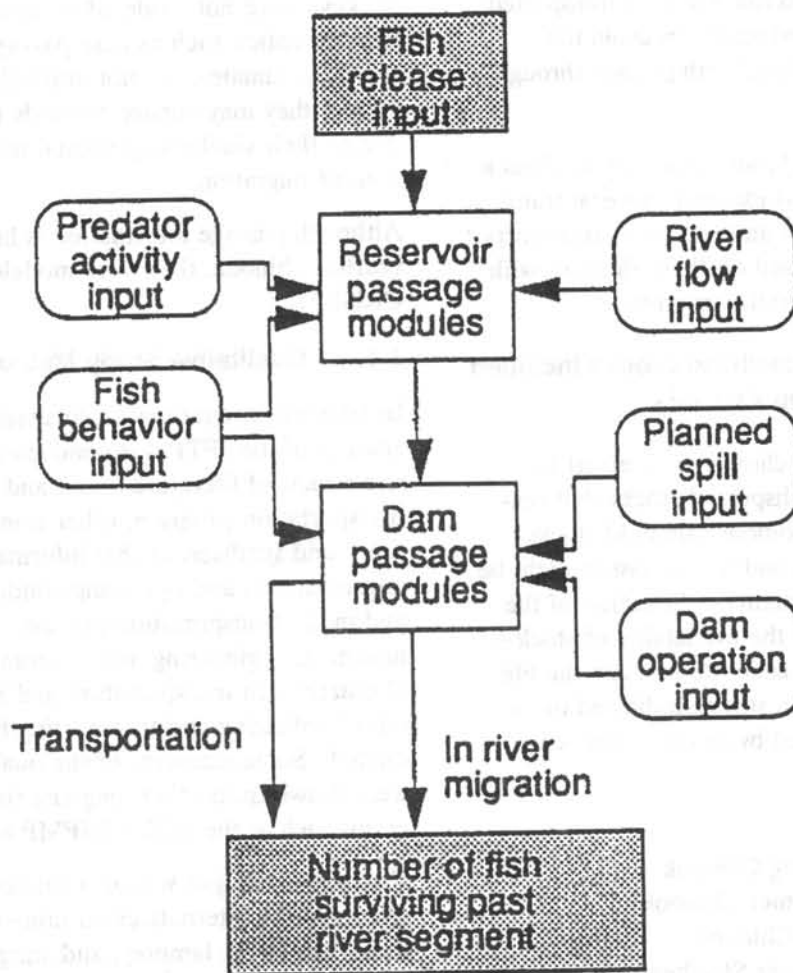 Fish
release
input
Predator
activity
input
Reservoir
passage
modules
River
flow
input
Fish
behavior
input
Planned
spill
input
Dam
passage
modules
Dam
operation
input
Transportation
In river
migration
Number of fish
surviving past
river segment